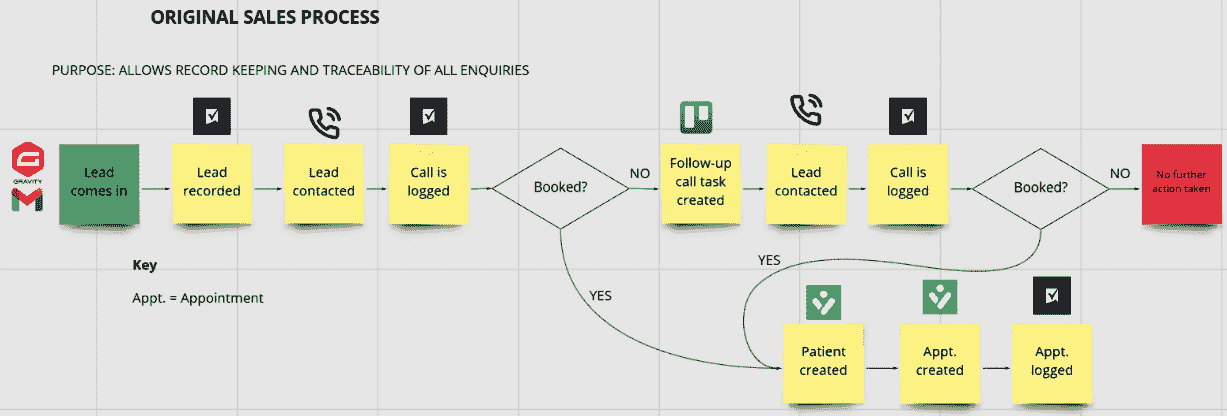 ORIGINAL SALES PROCESS
PURPOSE: ALLOWS RECORD KEEPING AND TRACEABILITY OF ALL ENQUIRIES
GRAVITY
Lead
comes in
Lead
recorded
Lead
contacted
Call is
logged
Booked?
NO
Follow-up
call task
created
Lead
contacted
Call is
logged
Booked?
NO
No further
action taken
Key
Appt. = Appointment
YES
YES
Patient
created
Appt.
created
Appt.
logged